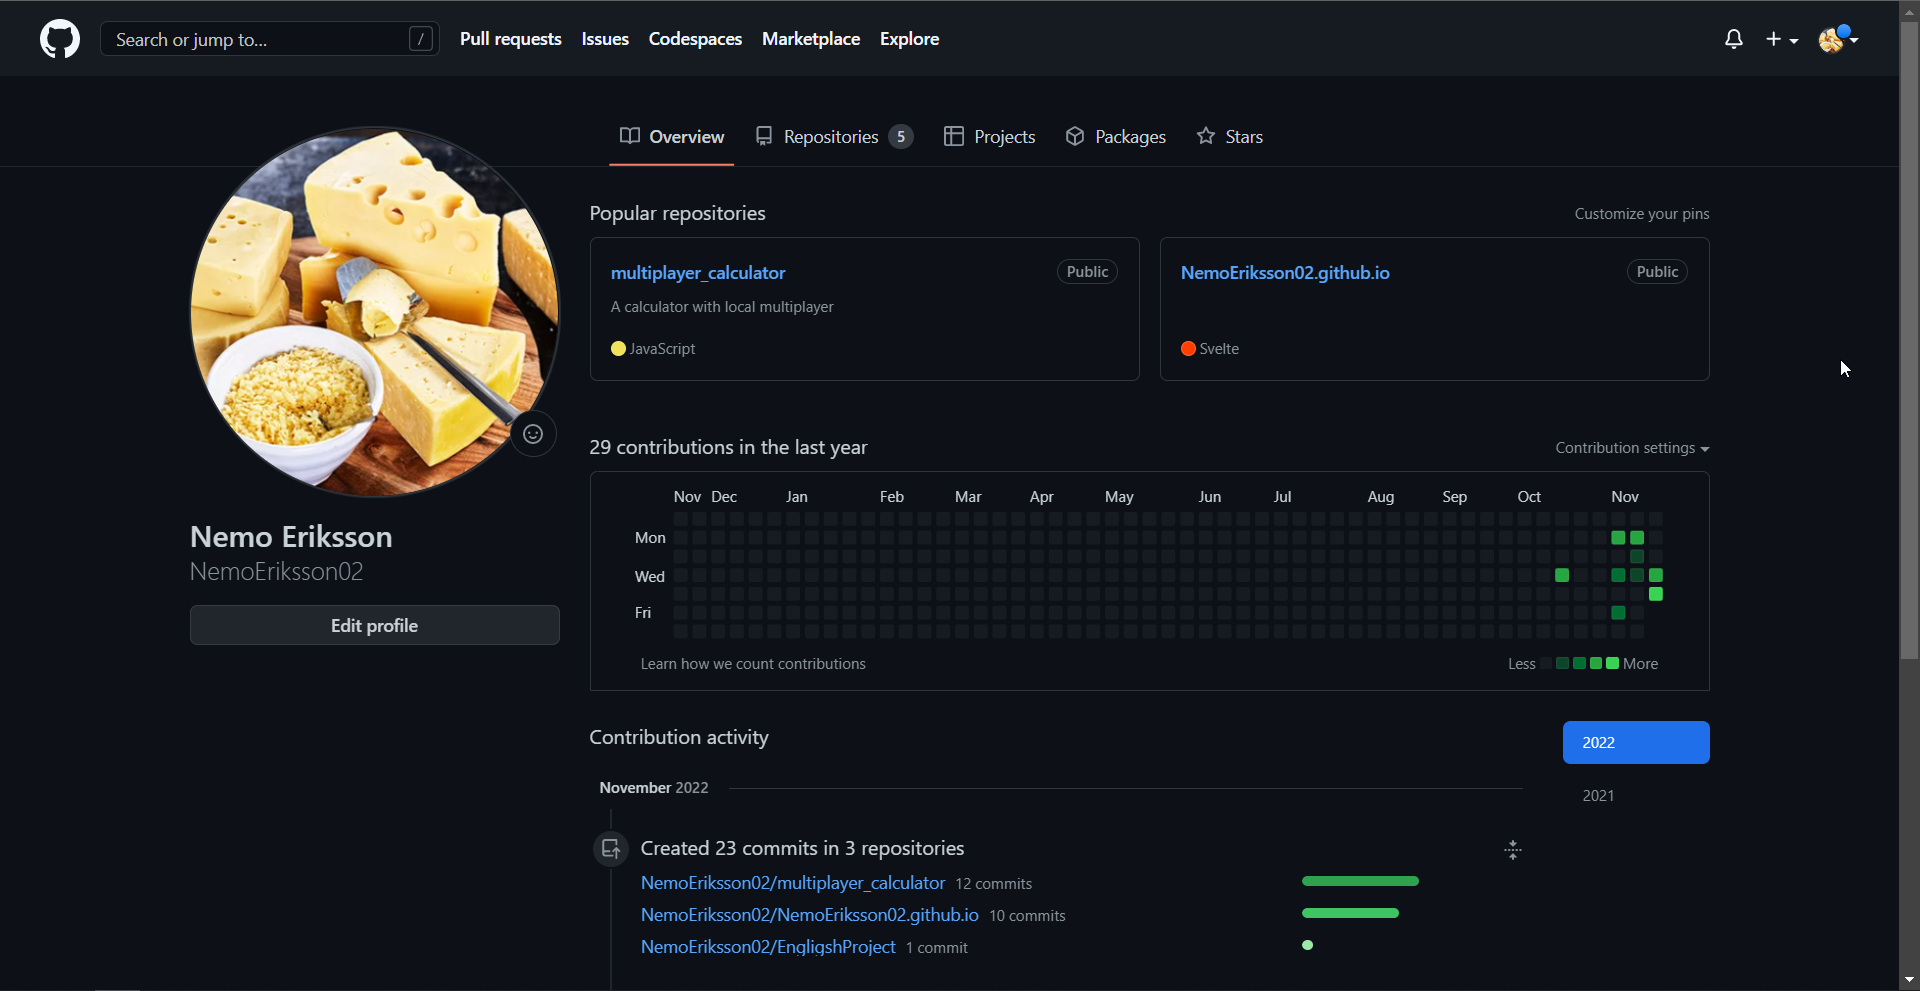 Search or jump to... /
Pull requests Issues Codespaces Marketplace Explore
Overview Repositories 5 Projects Packages Stars
Nemo Eriksson
NemoEriksson02
Edit profile
Popular repositories Customize your pins
multiplayer_calculator Public
A calculator with local multiplayer
JavaScript
NemoEriksson02.github.io Public
Svelte
29 contributions in the last year Contribution settings
Nov Dec Jan Feb Mar Apr May Jun Jul Aug Sep Oct Nov
Mon
Wed
Fri
Learn how we count contributions Less More
Contribution activity
2022
2021
November 2022
Created 23 commits in 3 repositories
NemoEriksson02/multiplayer_calculator 12 commits
NemoEriksson02/NemoEriksson02.github.io 10 commits
NemoEriksson02/EngligshProject 1 commit